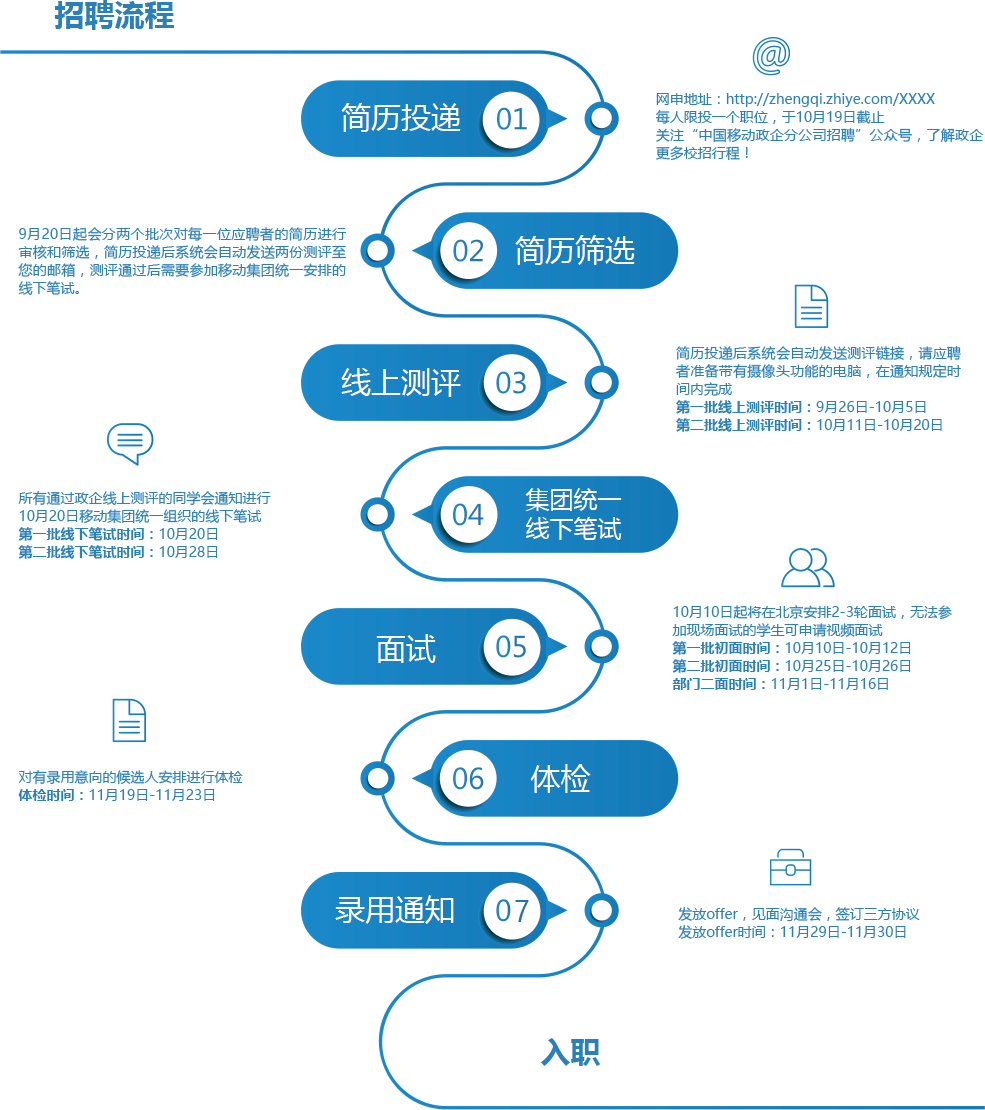 招聘流程
简历投递 01
网申地址：http://zhengqi.zhiye.com/XXXX
每人限投一个职位，于10月19日截止
关注“中国移动政企分公司招聘”公众号，了解政企
更多校招行程！
9月20日起会分两个批次对每一位应聘者的简历进行
审核和筛选，简历投递后系统会自动发送两份测评至
您的邮箱，测评通过后需要参加移动集团统一安排的
线下笔试。
02 简历筛选
线上测评 03
简历投递后系统会自动发送测评链接，请应聘
者准备带有摄像头功能的电脑，在通知规定时
间内完成
第一批线上测评时间：9月26日-10月5日
第二批线上测评时间：10月11日-10月20日
所有通过政企线上测评的同学会通知进行
10月20日移动集团统一组织的线下笔试
第一批线下笔试时间：10月20日
第二批线下笔试时间：10月28日
04 集团统一
线下笔试
面试 05
10月10日起将在北京安排2-3轮面试，无法参
加现场面试的学生可申请视频面试
第一批初面时间：10月10日-10月12日
第二批初面时间：10月25日-10月26日
部门二面时间：11月1日-11月16日
对有录用意向的候选人安排进行体检
体检时间：11月19日-11月23日
06 体检
录用通知 07
发放offer，见面沟通会，签订三方协议
发放offer时间：11月29日-11月30日
入职